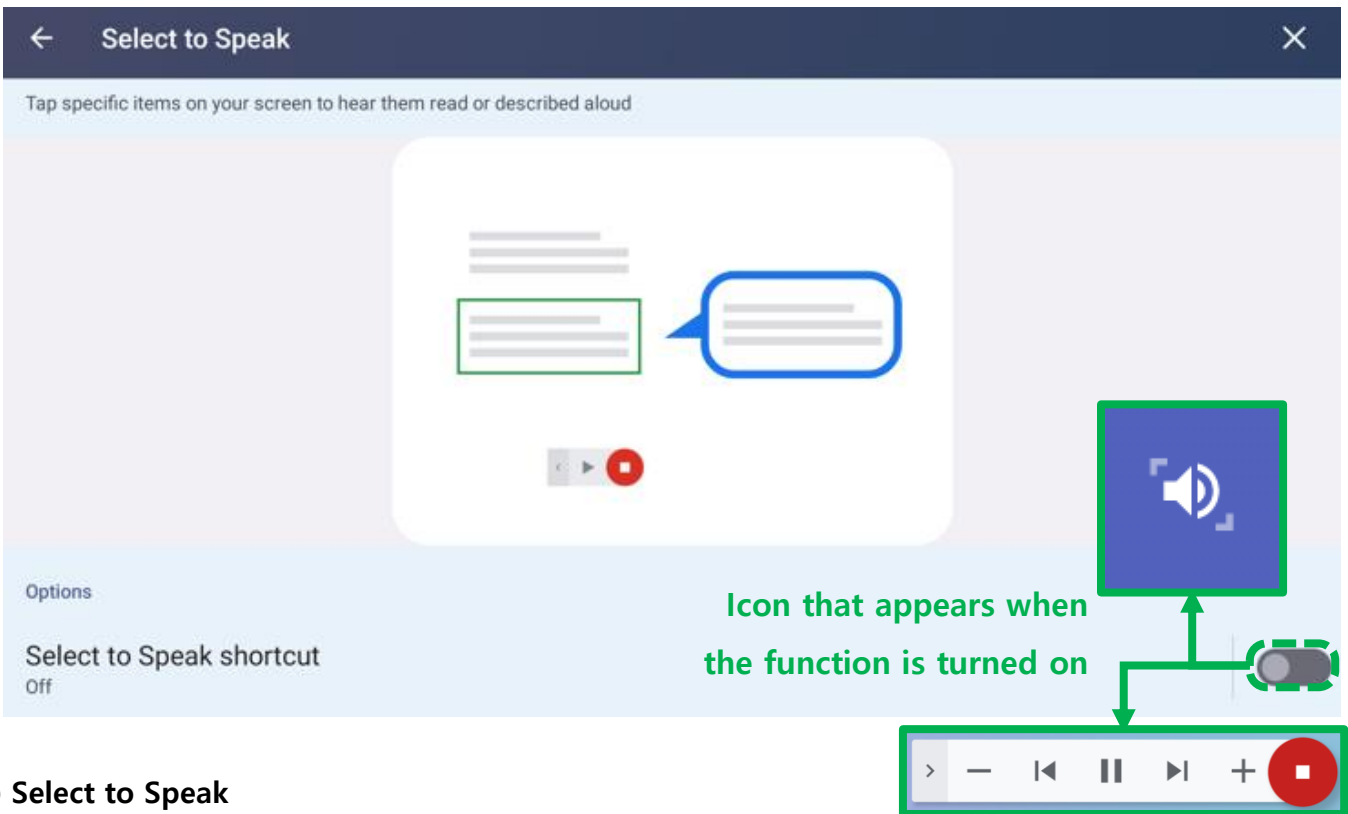 Select to Speak
Tap specific items on your screen to hear them read or described aloud
Options
Icon that appears when
the function is turned on
Select to Speak shortcut
Off
Select to Speak